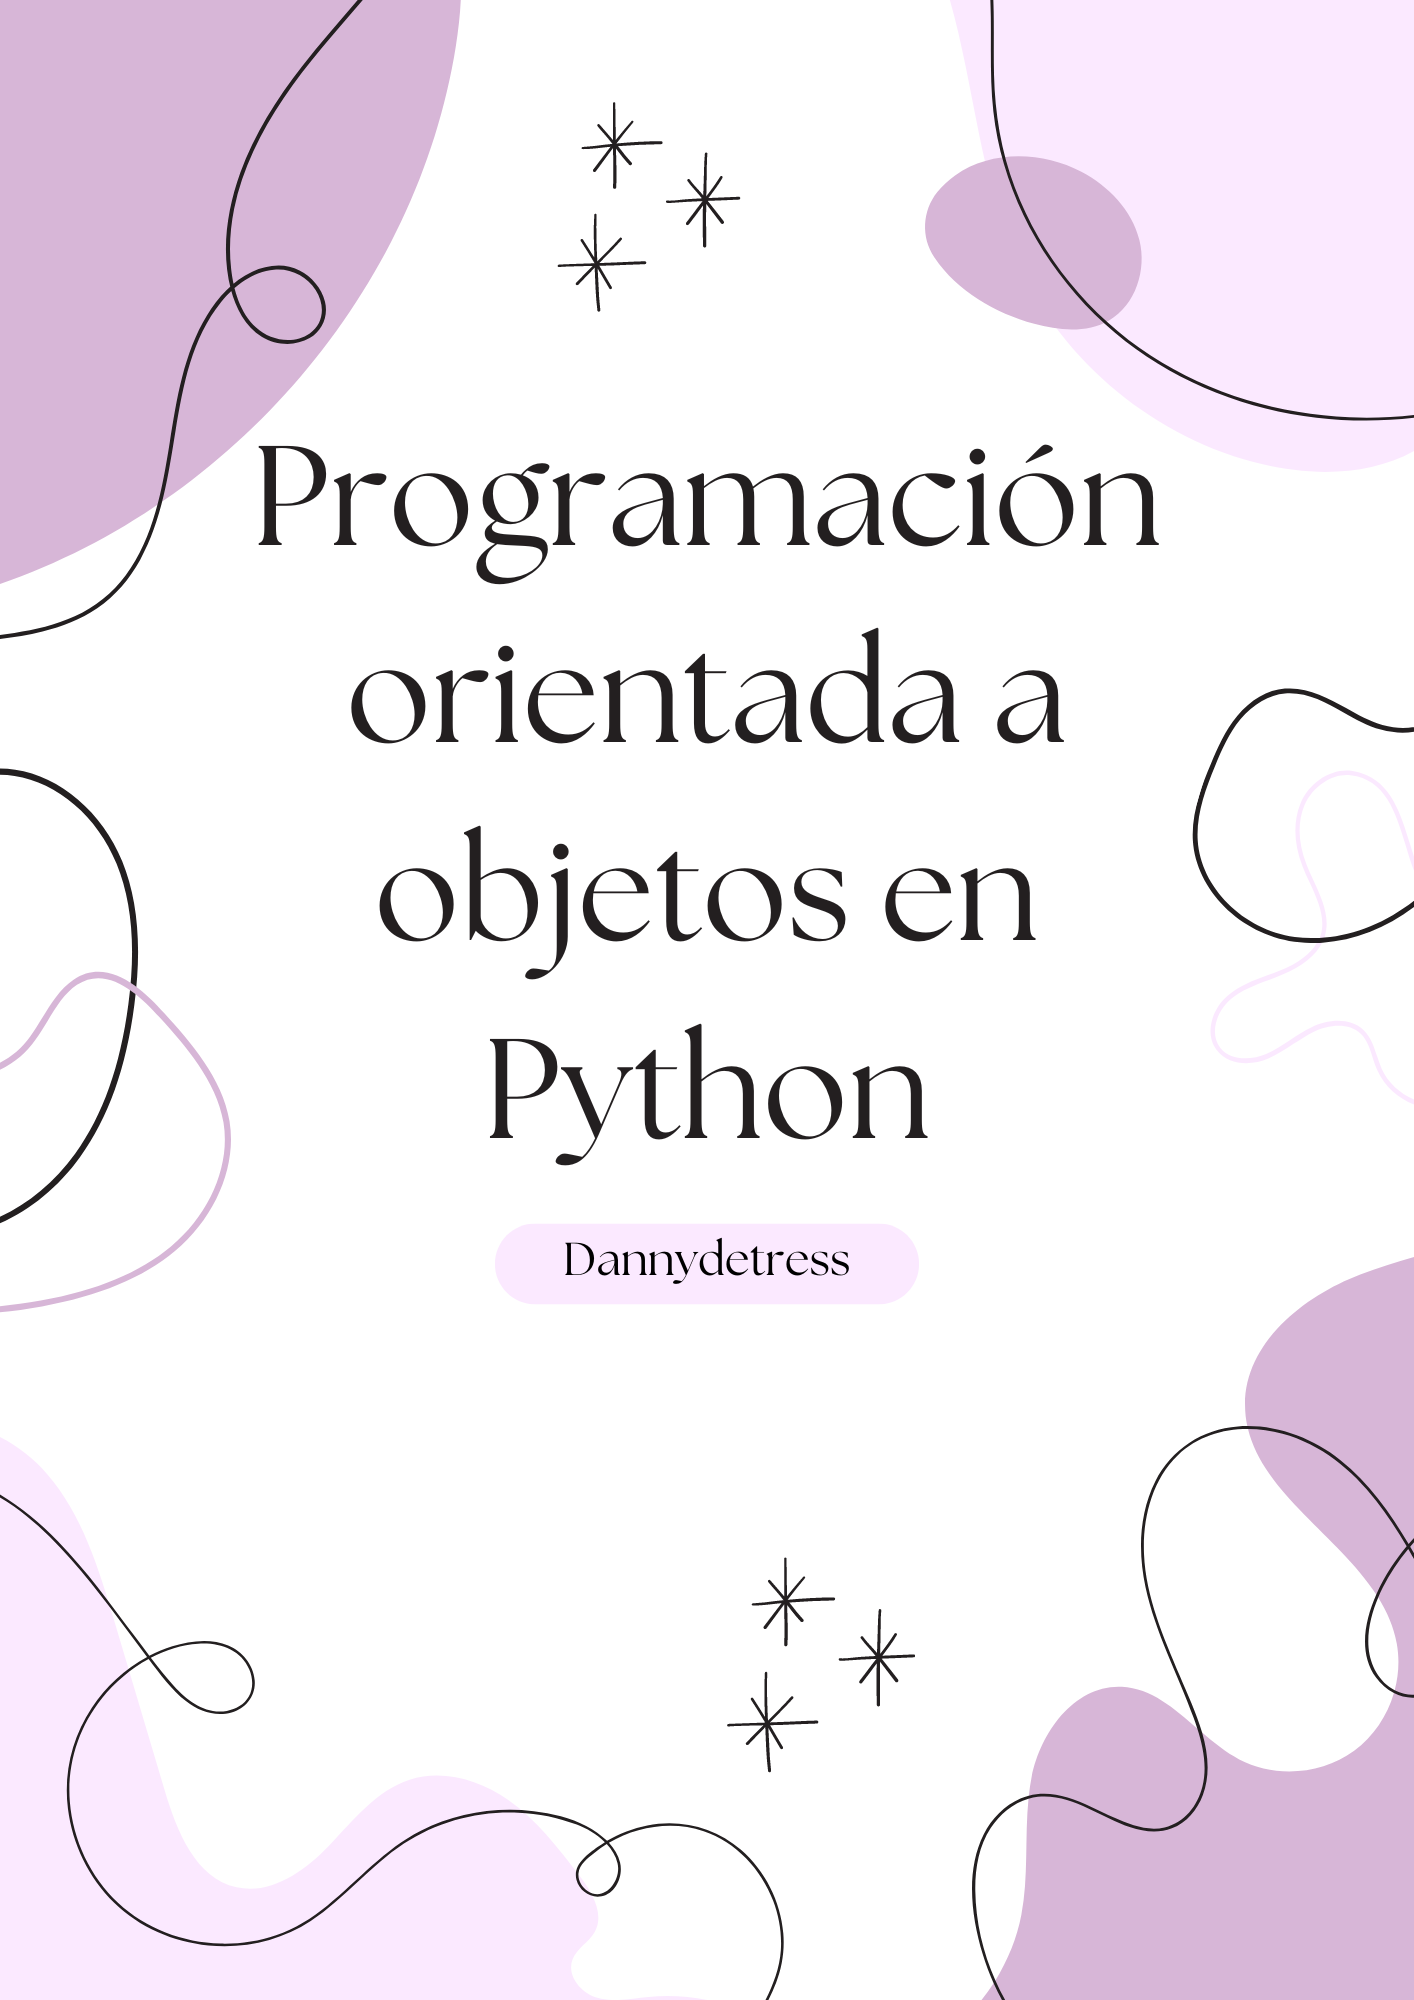 Programación
orientada a
objetos en
Python
Dannydetress